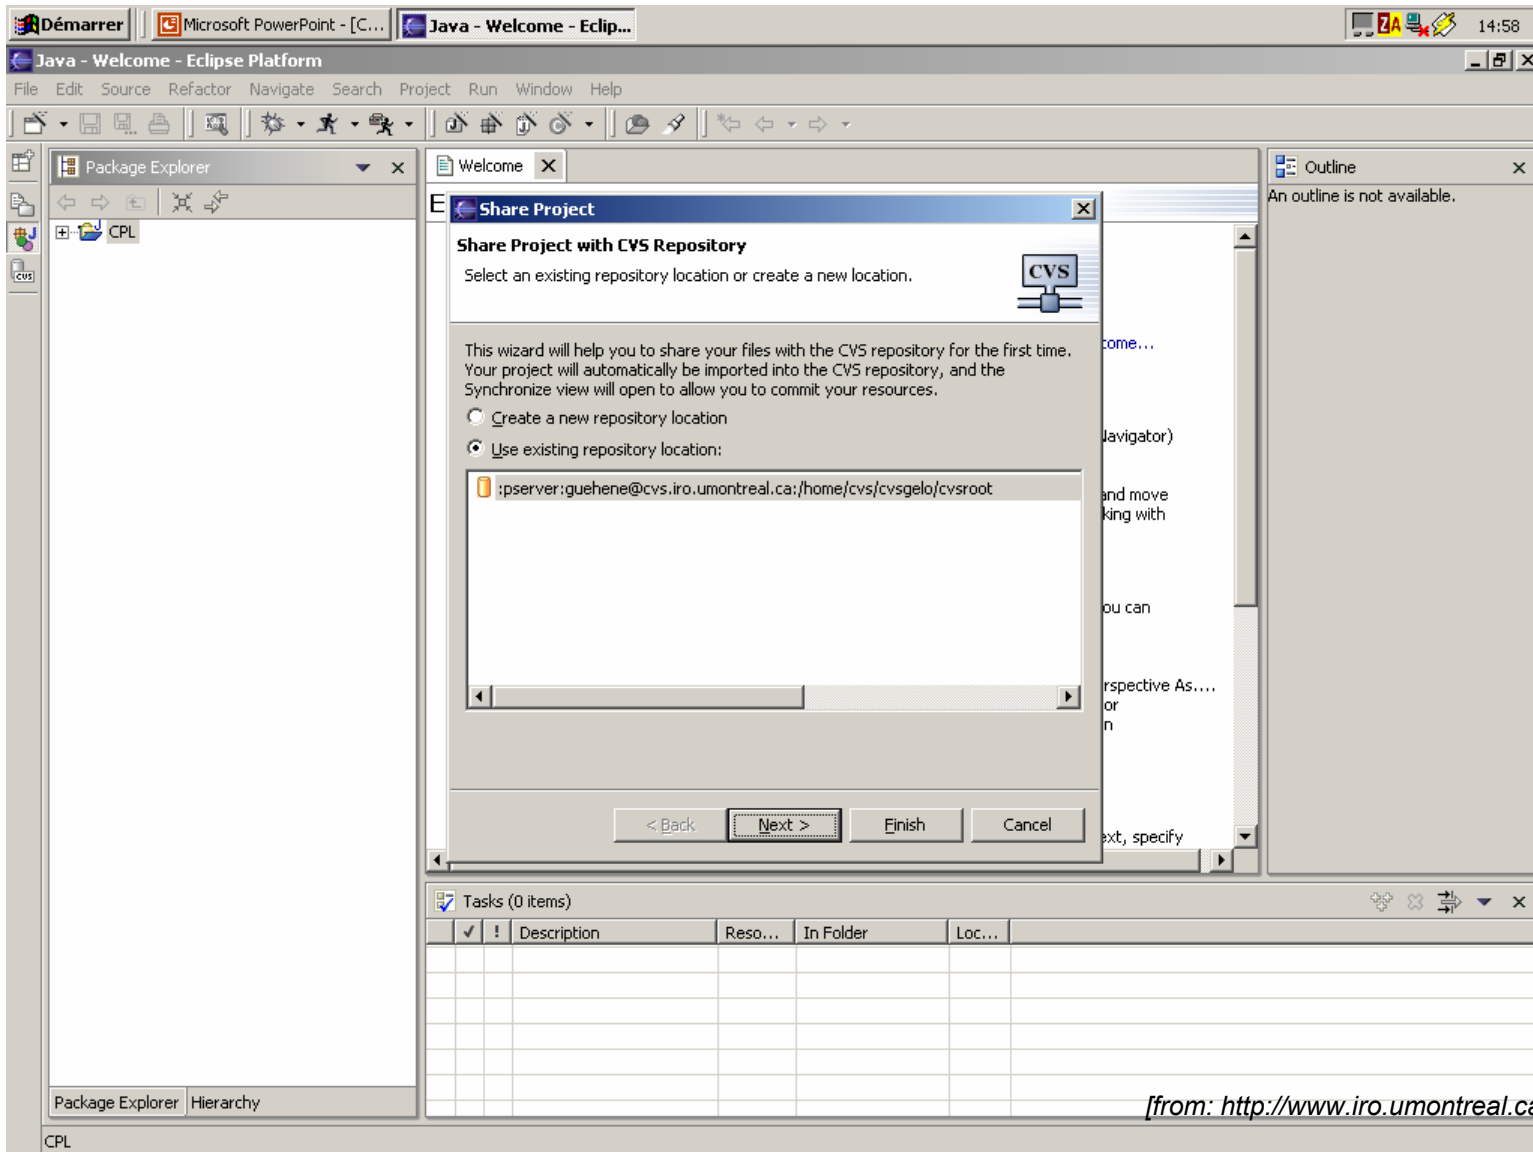 Démarrer
Microsoft PowerPoint - [C...
Java - Welcome - Eclip...
14:58
Java - Welcome - Eclipse Platform
File Edit Source Refactor Navigate Search Project Run Window Help
Package Explorer
Welcome
Outline
An outline is not available.
CPL
E
Share Project
Share Project with CVS Repository
Select an existing repository location or create a new location.
CVS
This wizard will help you to share your files with the CVS repository for the first time.
Your project will automatically be imported into the CVS repository, and the
Synchronize view will open to allow you to commit your resources.
Create a new repository location
Use existing repository location:
:pserver:guehene@cvs.iro.umontreal.ca:/home/cvs/cvsgelo/cvsroot
< Back Next > Finish Cancel
come...
Navigator)
and move
king with
ou can
rspective As....
or
n
ext, specify
Tasks (0 items)
! Description Reso... In Folder Loc...
Package Explorer Hierarchy
[from: http://www.iro.umontreal.ca
CPL